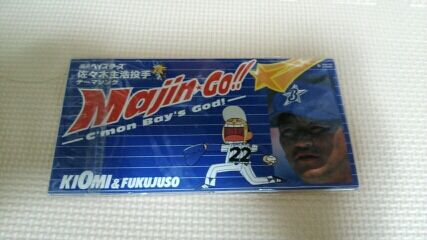 横浜ベイスターズ
佐々木主浩投手
テーマソング
Majin・Go!!
C'mon Bay's God!
22
B
KIOMI & FUKUJUSO